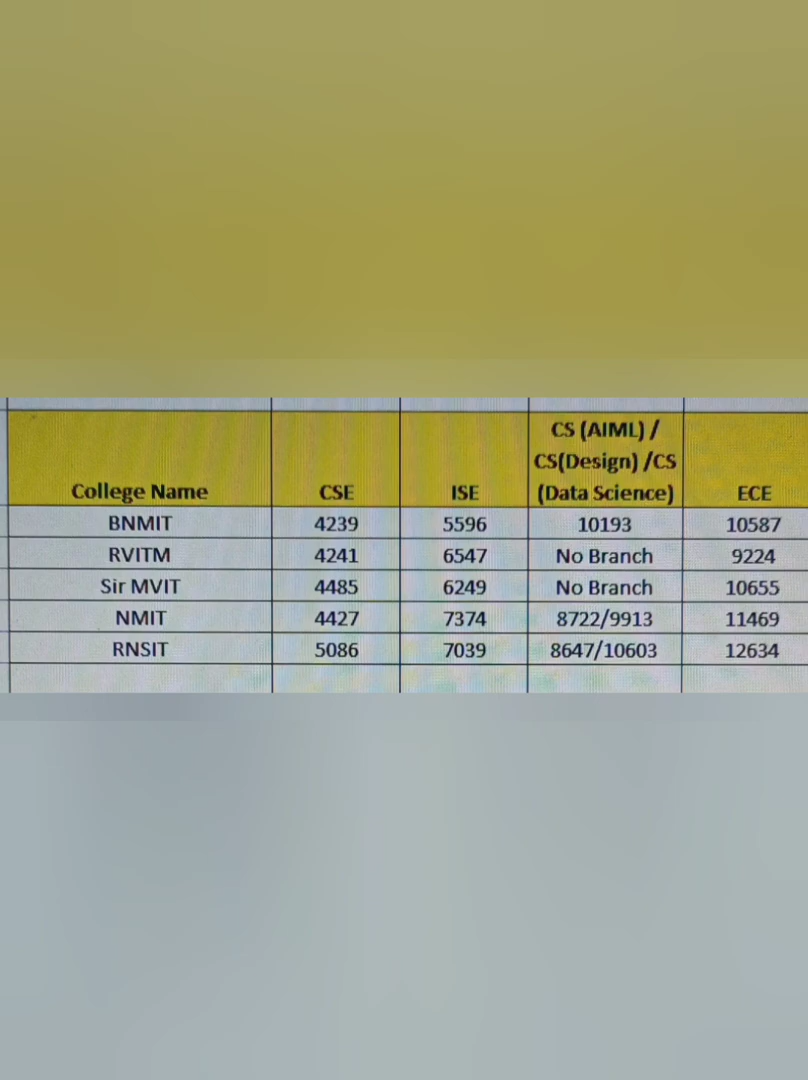 CS (AIML) /
CS(Design) /CS
College Name CSE ISE (Data Science) ECE
BNMIT 4239 5596 10193 10587
RVITM 4241 6547 No Branch 9224
Sir MVIT 4485 6249 No Branch 10655
NMIT 4427 7374 8722/9913 11469
RNSIT 5086 7039 8647/10603 12634